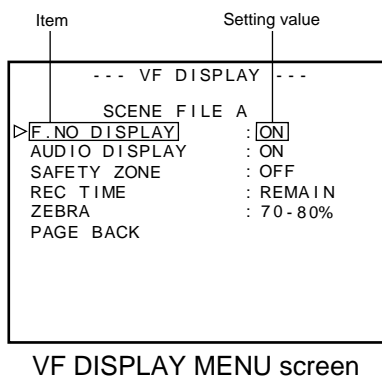 Item Setting value
--- VF DISPLAY ---
SCENE FILE A
F.NO DISPLAY : ON
AUDIO DISPLAY : ON
SAFETY ZONE : OFF
REC TIME : REMAIN
ZEBRA : 70-80%
PAGE BACK
VF DISPLAY MENU screen